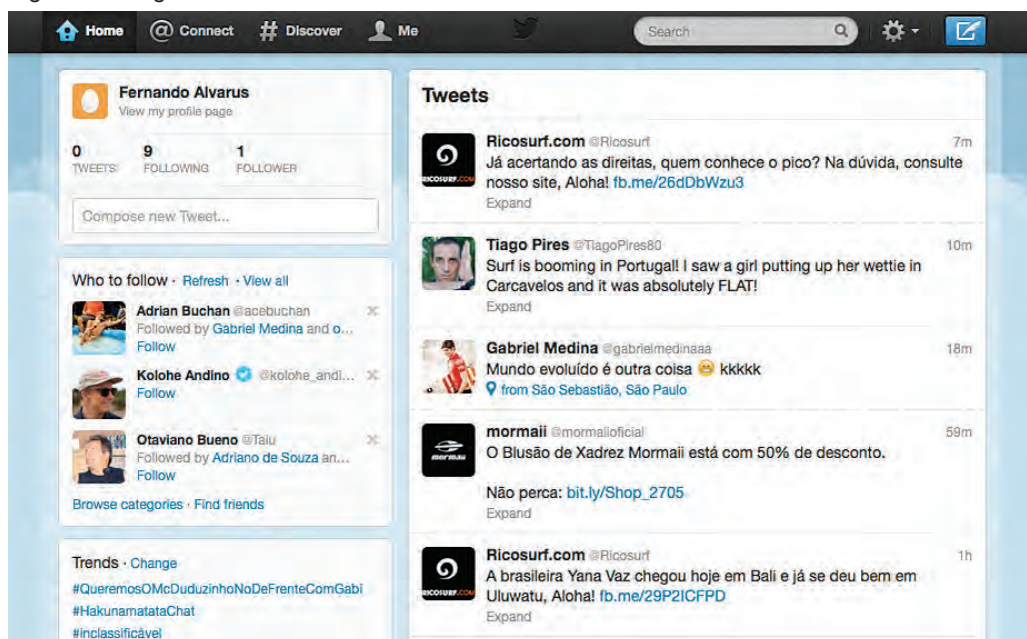 Home Connect Discover Me Search
Fernando Alvarus
View my profile page
0 9 1
TWEETS FOLLOWING FOLLOWER
Compose new Tweet...
Who to follow · Refresh · View all
Adrian Buchan @acebuchan
Followed by Gabriel Medina and o...
Follow
Kolohe Andino @kolohe_andi...
Follow
Otaviano Bueno @Taiu
Followed by Adriano de Souza an...
Follow
Browse categories · Find friends
Trends · Change
#QueremosOMcDuduzinhoNoDeFrenteComGabi
#HakunamatataChat
#inclassificável
Tweets
Ricosurf.com @Ricosurf 7m
Já acertando as direitas, quem conhece o pico? Na dúvida, consulte
nosso site, Aloha! fb.me/26dDbWzu3
Expand
RICOSURF.COM
Tiago Pires @TiagoPires80 10m
Surf is booming in Portugal! I saw a girl putting up her wettie in
Carcavelos and it was absolutely FLAT!
Expand
Gabriel Medina @gabrielmedinaaa 18m
Mundo evoluído é outra coisa 😁 kkkkk
from São Sebastião, São Paulo
mormaii @mormaiioficial 59m
O Blusão de Xadrez Mormaii está com 50% de desconto.
mormaii
Não perca: bit.ly/Shop_2705
Expand
Ricosurf.com @Ricosurf 1h
A brasileira Yana Vaz chegou hoje em Bali e já se deu bem em
Uluwatu, Aloha! fb.me/29P2ICFPD
RICOSURF.COM
Expand